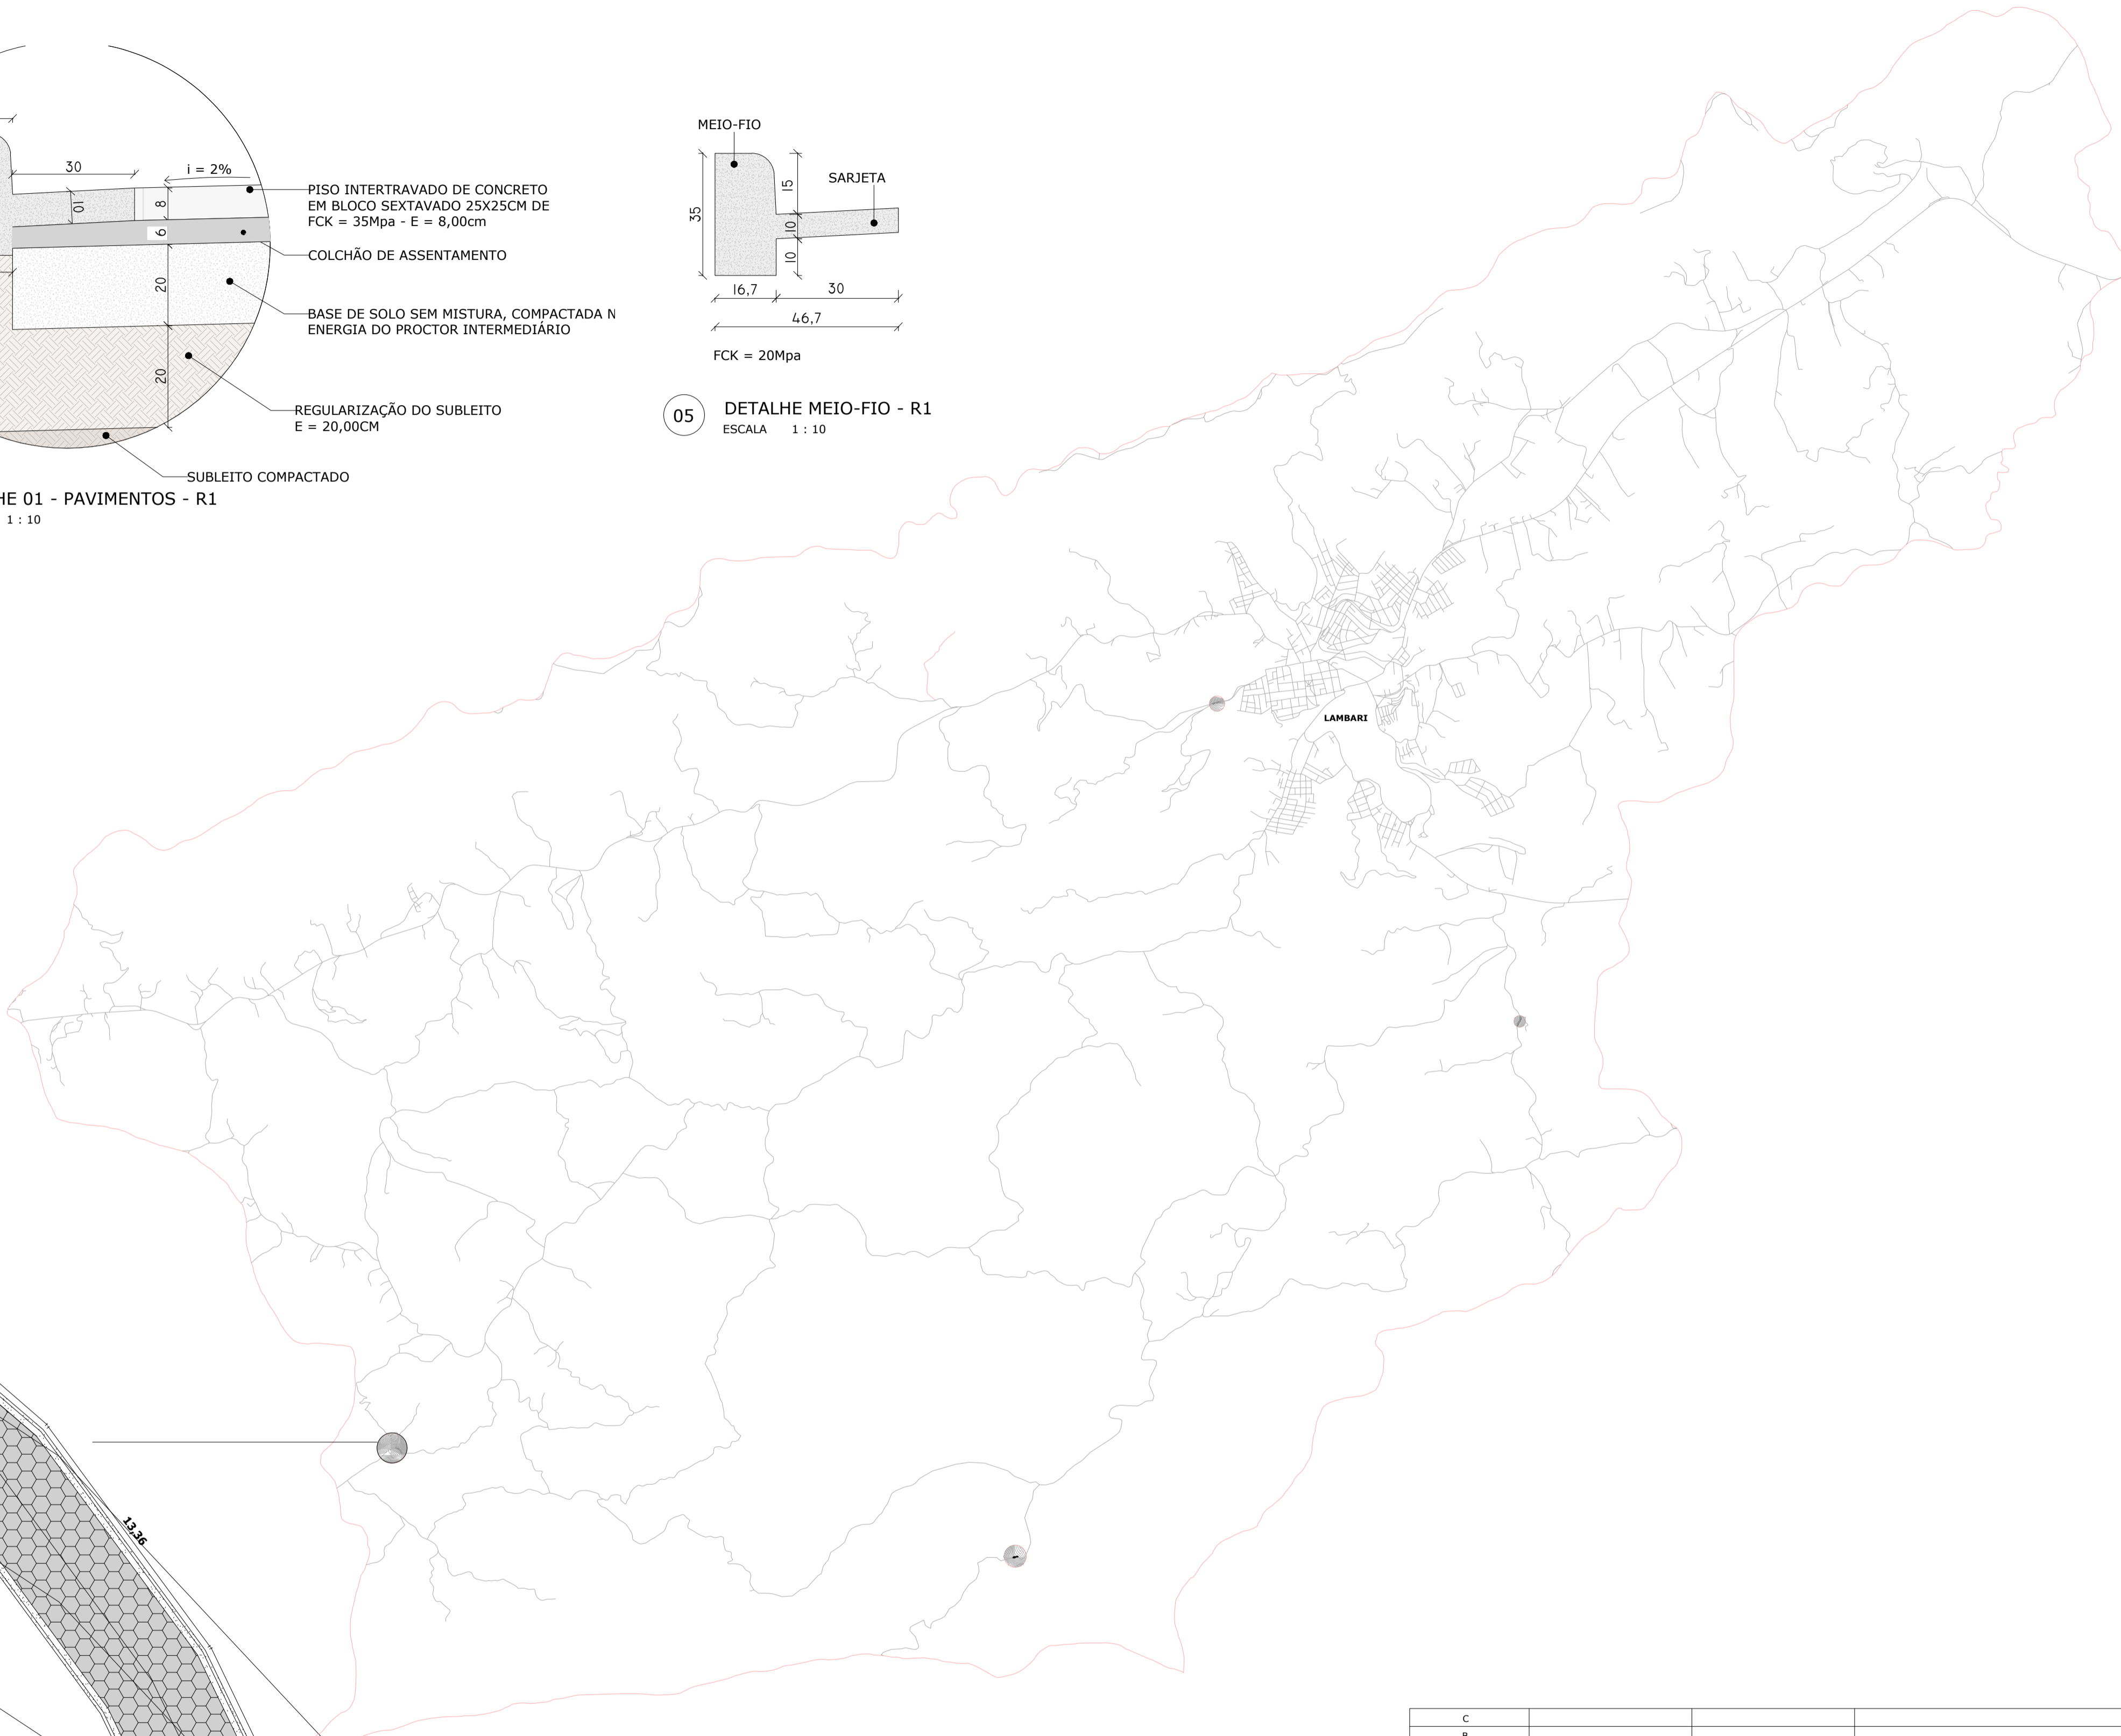 30
i = 2%
10
8
6
20
20
PISO INTERTRAVADO DE CONCRETO
EM BLOCO SEXTAVADO 25X25CM DE
FCK = 35Mpa - E = 8,00cm
COLCHÃO DE ASSENTAMENTO
BASE DE SOLO SEM MISTURA, COMPACTADA N
ENERGIA DO PROCTOR INTERMEDIÁRIO
REGULARIZAÇÃO DO SUBLEITO
E = 20,00CM
SUBLEITO COMPACTADO
HE 01 - PAVIMENTOS - R1
1 : 10
MEIO-FIO
SARJETA
35
15
10
10
16,7
30
46,7
FCK = 20Mpa
05
DETALHE MEIO-FIO - R1
ESCALA 1 : 10
LAMBARI
13,36
C
B